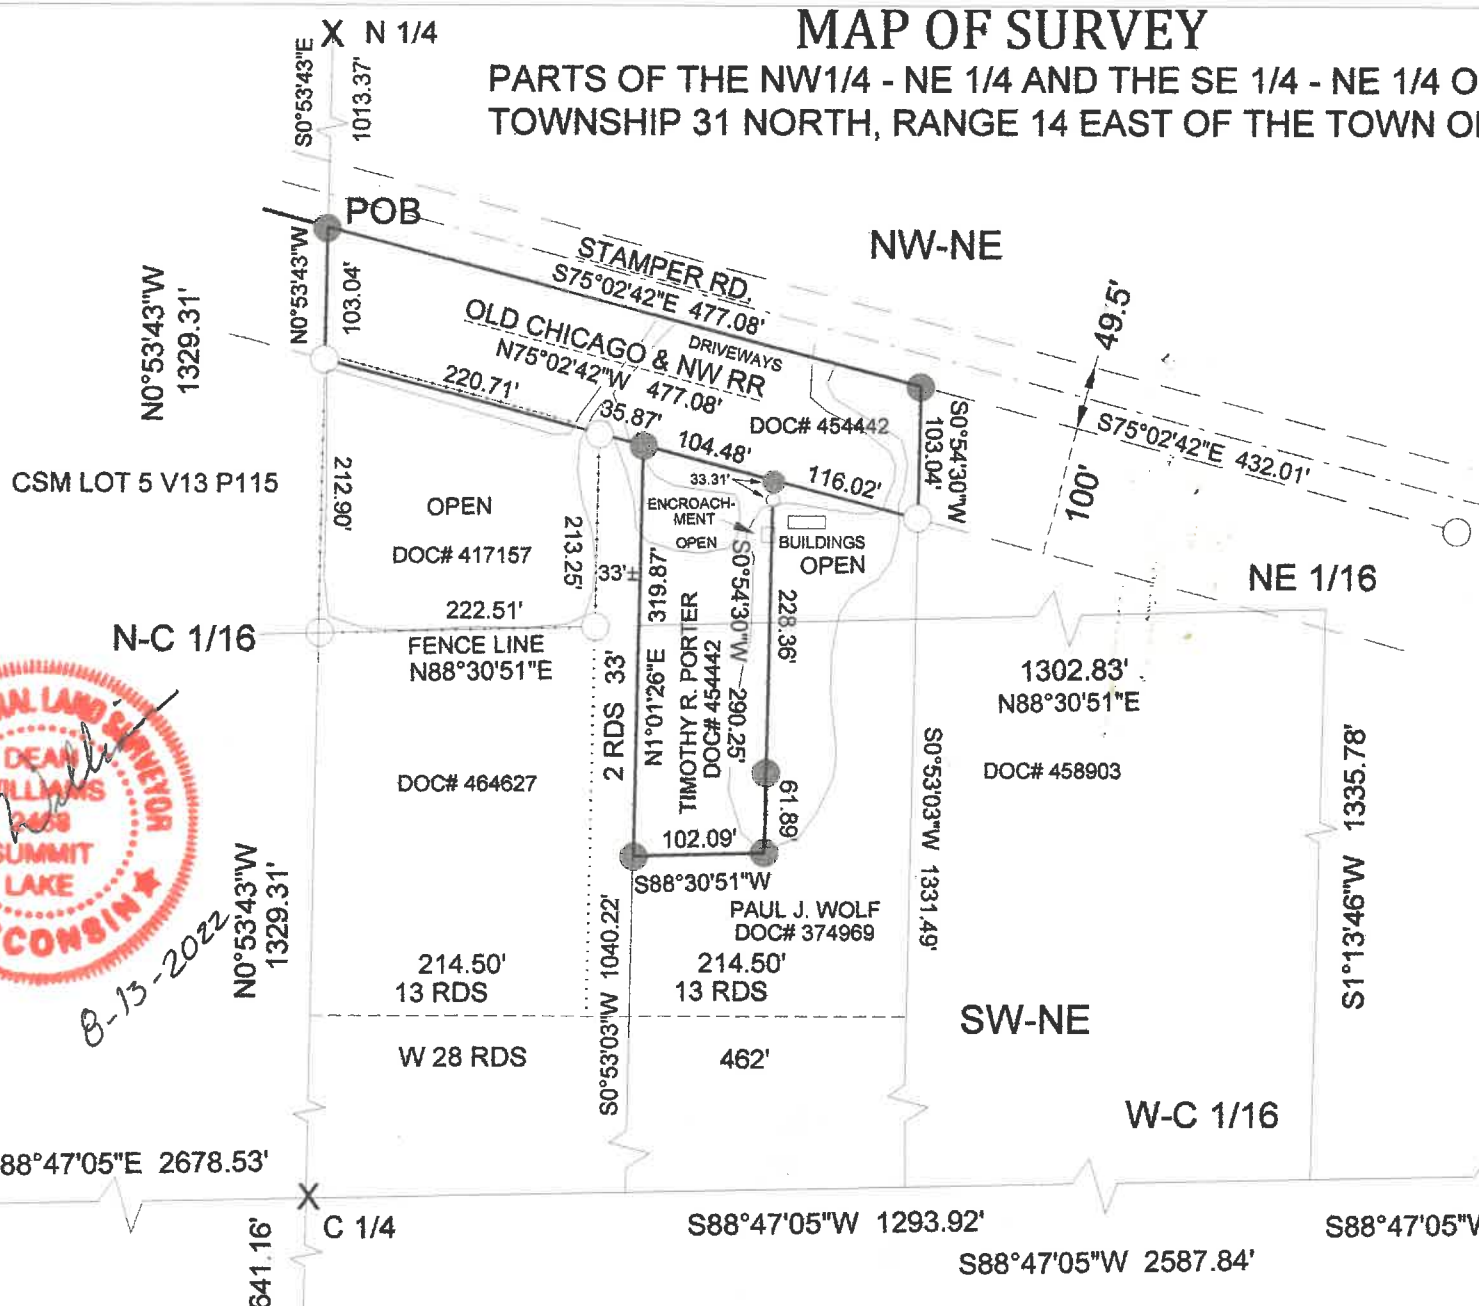 MAP OF SURVEY
PARTS OF THE NW1/4 - NE 1/4 AND THE SE 1/4 - NE 1/4
TOWNSHIP 31 NORTH, RANGE 14 EAST OF THE TOWN
X N 1/4
S0°53'43"E
1013.37'
POB
NW-NE
STAMPER RD.
S75°02'42"E 477.08'
OLD CHICAGO & NW RR
N75°02'42"W 477.08'
DRIVEWAYS
N0°53'43"W
103.04'
N0°53'43"W
1329.31'
220.71'
35.87'
104.48'
DOC# 454442
116.02'
S0°54'30"W
103.04'
49.5'
100'
S75°02'42"E 432.01'
CSM LOT 5 V13 P115
212.90'
OPEN
DOC# 417157
213.25'
33'±
33.31'
ENCROACH-
MENT
OPEN
BUILDINGS
OPEN
NE 1/16
N-C 1/16
222.51'
FENCE LINE
N88°30'51"E
2 RDS 33'
N1°01'26"E 319.87'
TIMOTHY R. PORTER
DOC# 454442
S0°54'30"W 290.25'
228.36'
61.89'
1302.83'
N88°30'51"E
DOC# 458903
S0°53'03"W 1331.49'
S1°13'46"W 1335.78'
DOC# 464627
102.09'
S88°30'51"W
PAUL J. WOLF
DOC# 374969
LAND SURVEYOR
DEAN
SUMMIT
LAKE
8-13-2022
N0°53'43"W
1329.31'
214.50'
13 RDS
S0°53'03"W 1040.22'
214.50'
13 RDS
SW-NE
W 28 RDS
462'
W-C 1/16
88°47'05"E 2678.53'
X
C 1/4
641.16'
S88°47'05"W 1293.92'
S88°47'05"W
S88°47'05"W 2587.84'